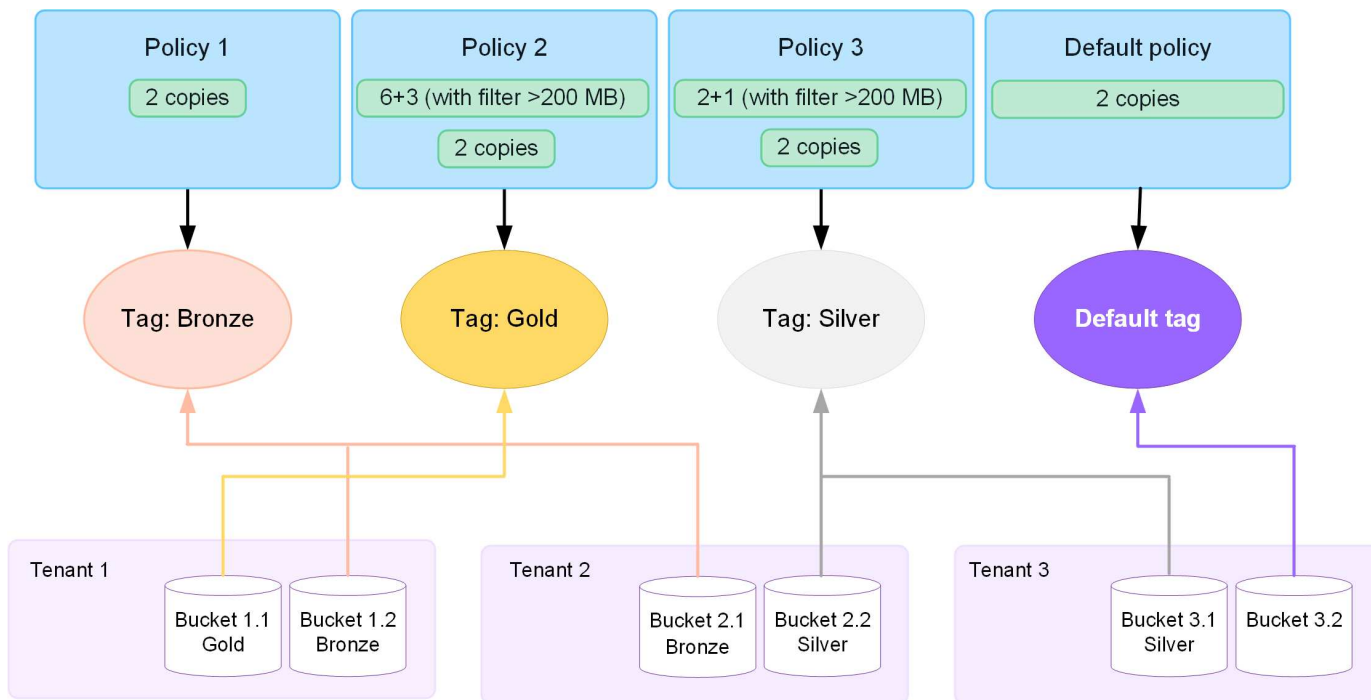 Policy 1
2 copies
Policy 2
6+3 (with filter >200 MB)
2 copies
Policy 3
2+1 (with filter >200 MB)
2 copies
Default policy
2 copies
Tag: Bronze
Tag: Gold
Tag: Silver
Default tag
Tenant 1
Bucket 1.1
Gold
Bucket 1.2
Bronze
Tenant 2
Bucket 2.1
Bronze
Bucket 2.2
Silver
Tenant 3
Bucket 3.1
Silver
Bucket 3.2